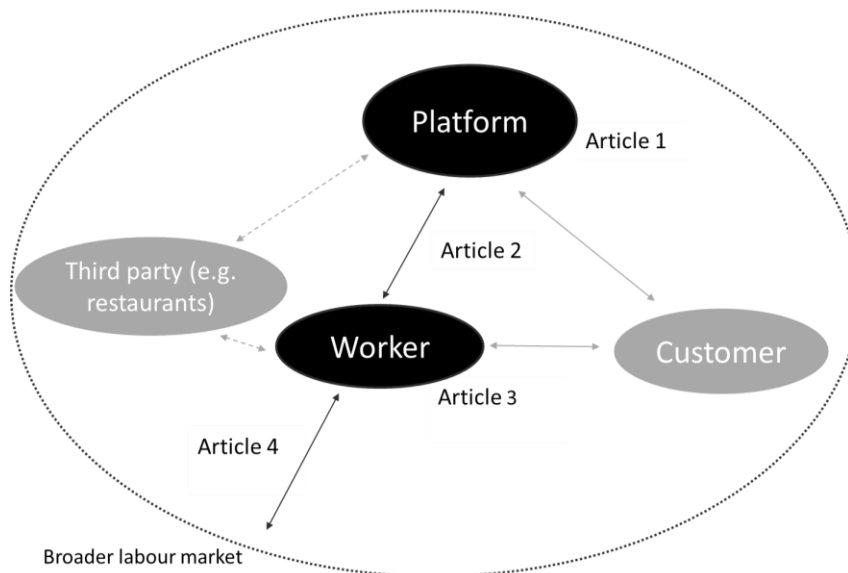 Platform
Article 1
Article 2
Third party (e.g.
restaurants)
Worker
Customer
Article 3
Article 4
Broader labour market